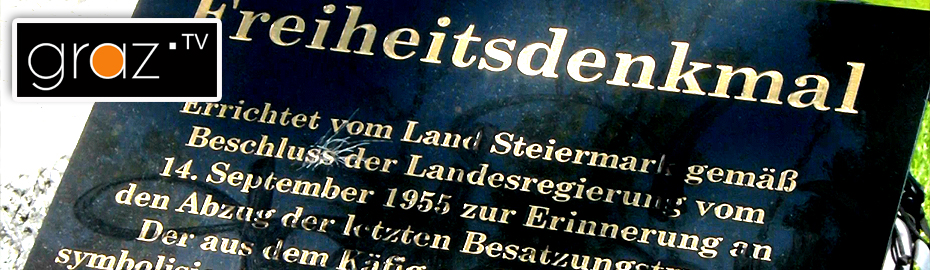 graz TV
Freiheitsdenkmal
Errichtet vom Land Steiermark gemäß
Beschluss der Landesregierung vom
14. September 1955 zur Erinnerung an
den Abzug der letzten
Der aus dem Käfig